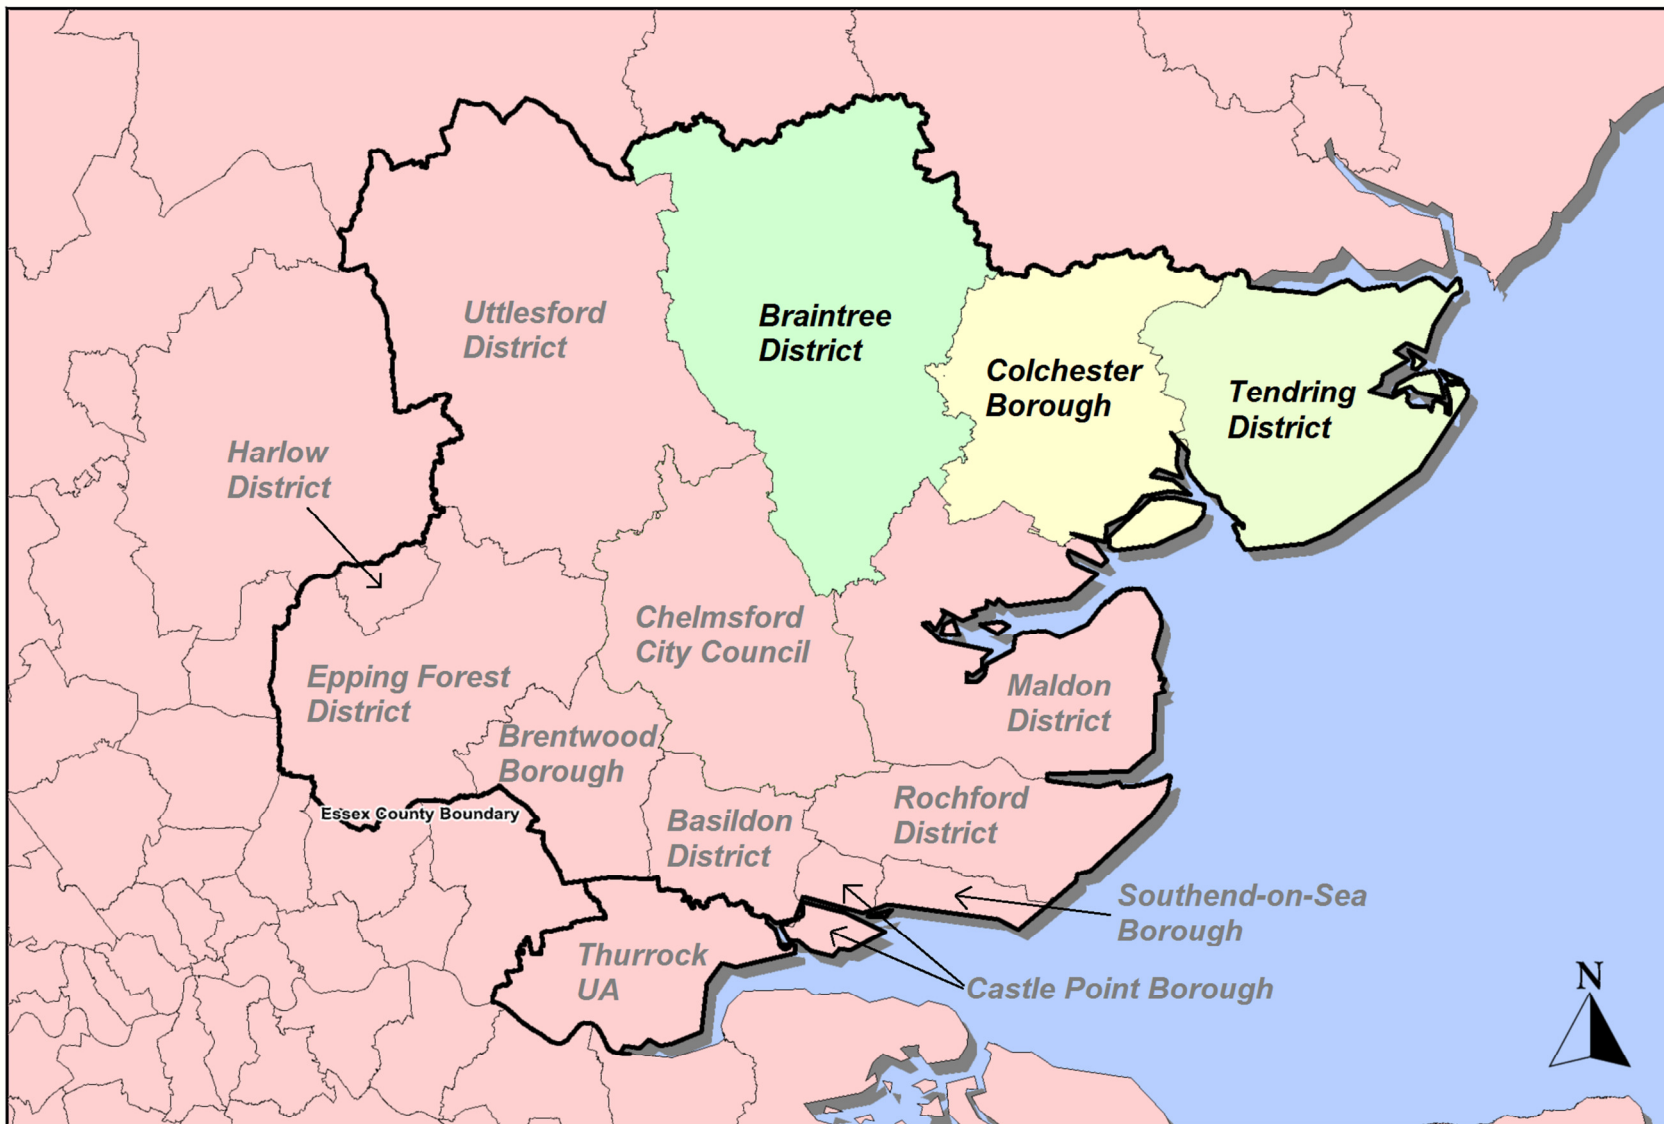 Uttlesford
District
Braintree
District
Colchester
Borough
Tendring
District
Harlow
District
Chelmsford
City Council
Epping Forest
District
Maldon
District
Brentwood
Borough
Essex County Boundary
Basildon
District
Rochford
District
Southend-on-Sea
Borough
Thurrock
UA
Castle Point Borough
N